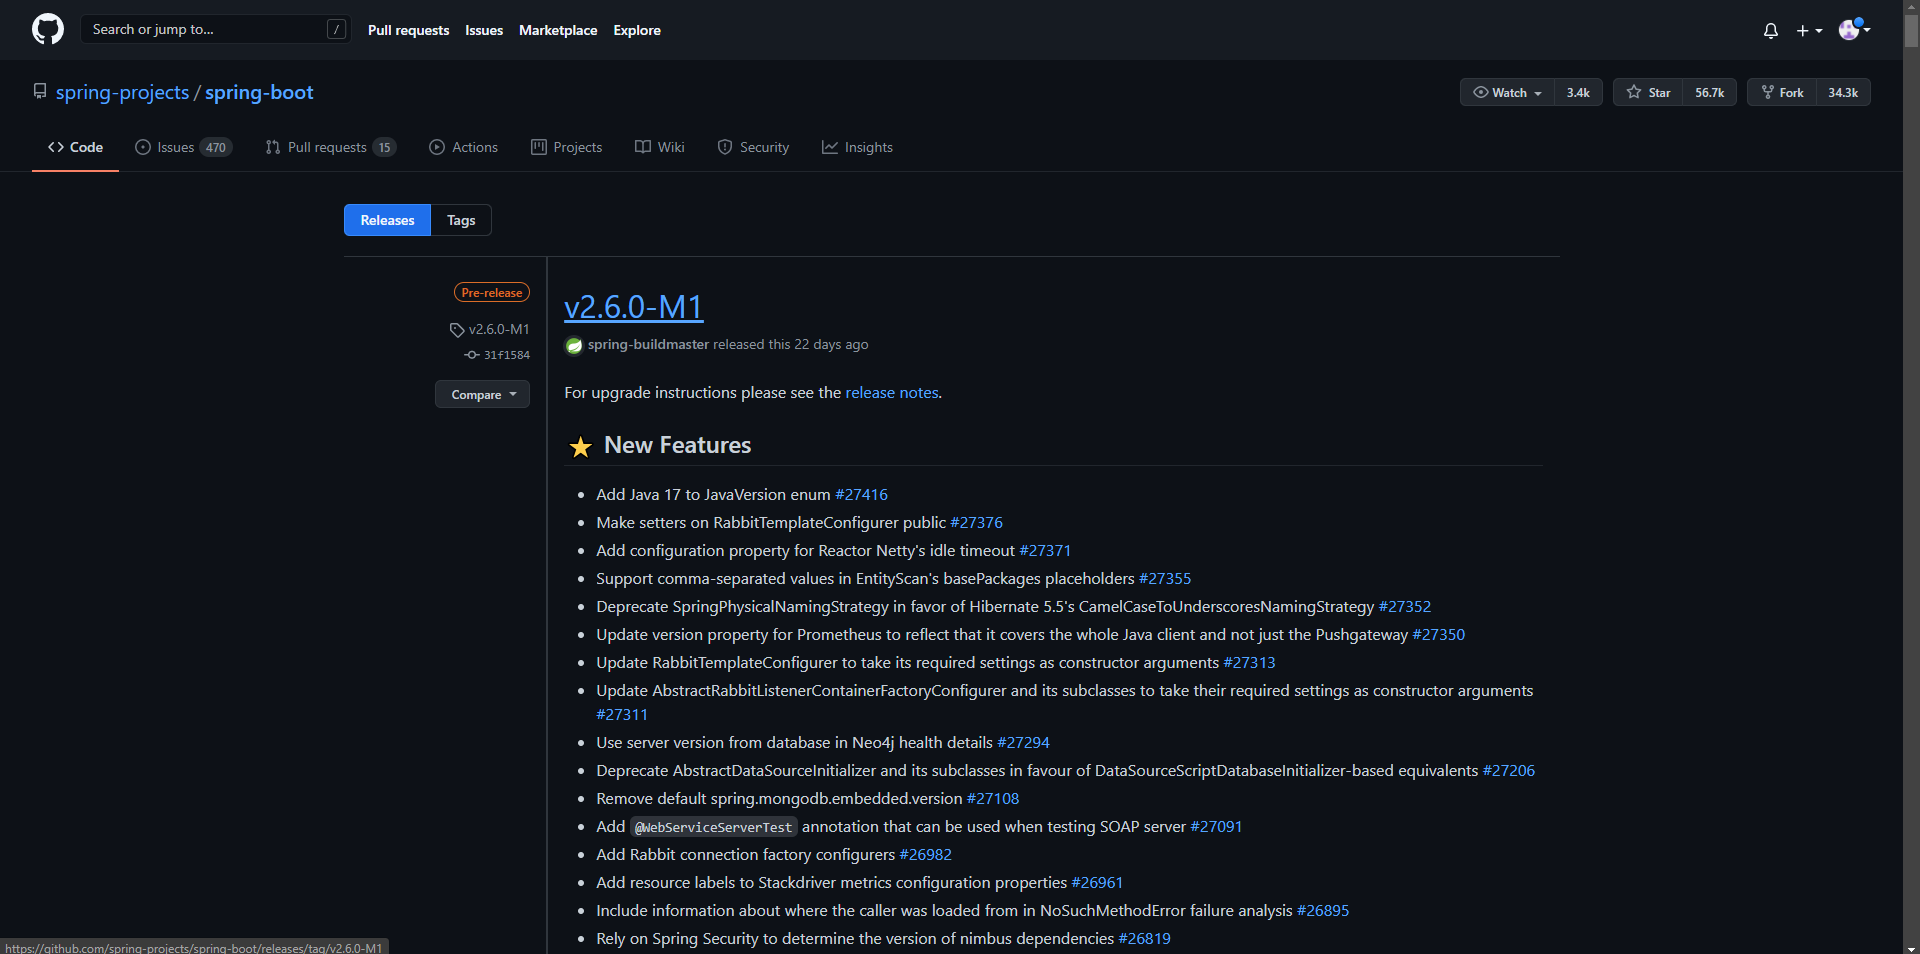 Search or jump to... /
Pull requests Issues Marketplace Explore
spring-projects / spring-boot
Watch 3.4k Star 56.7k Fork 34.3k
Code Issues 470 Pull requests 15 Actions Projects Wiki Security Insights
Releases Tags
Pre-release
v2.6.0-M1
31f1584
Compare
v2.6.0-M1
spring-buildmaster released this 22 days ago
For upgrade instructions please see the release notes.
New Features
Add Java 17 to JavaVersion enum #27416
Make setters on RabbitTemplateConfigurer public #27376
Add configuration property for Reactor Netty's idle timeout #27371
Support comma-separated values in EntityScan's basePackages placeholders #27355
Deprecate SpringPhysicalNamingStrategy in favor of Hibernate 5.5's CamelCaseToUnderscoresNamingStrategy #27352
Update version property for Prometheus to reflect that it covers the whole Java client and not just the Pushgateway #27350
Update RabbitTemplateConfigurer to take its required settings as constructor arguments #27313
Update AbstractRabbitListenerContainerFactoryConfigurer and its subclasses to take their required settings as constructor arguments
#27311
Use server version from database in Neo4j health details #27294
Deprecate AbstractDataSourceInitializer and its subclasses in favour of DataSourceScriptDatabaseInitializer-based equivalents #27206
Remove default spring.mongodb.embedded.version #27108
Add @WebServiceServerTest annotation that can be used when testing SOAP server #27091
Add Rabbit connection factory configurers #26982
Add resource labels to Stackdriver metrics configuration properties #26961
Include information about where the caller was loaded from in NoSuchMethodError failure analysis #26895
Rely on Spring Security to determine the version of nimbus dependencies #26819
https://github.com/spring-projects/spring-boot/releases/tag/v2.6.0-M1